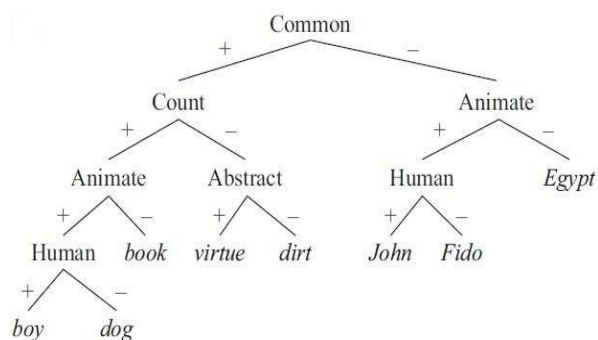 Common
+ –
Count Animate
+ – + –
Animate Abstract Human Egypt
+ – + – + –
Human book virtue dirt John Fido
+ –
boy dog